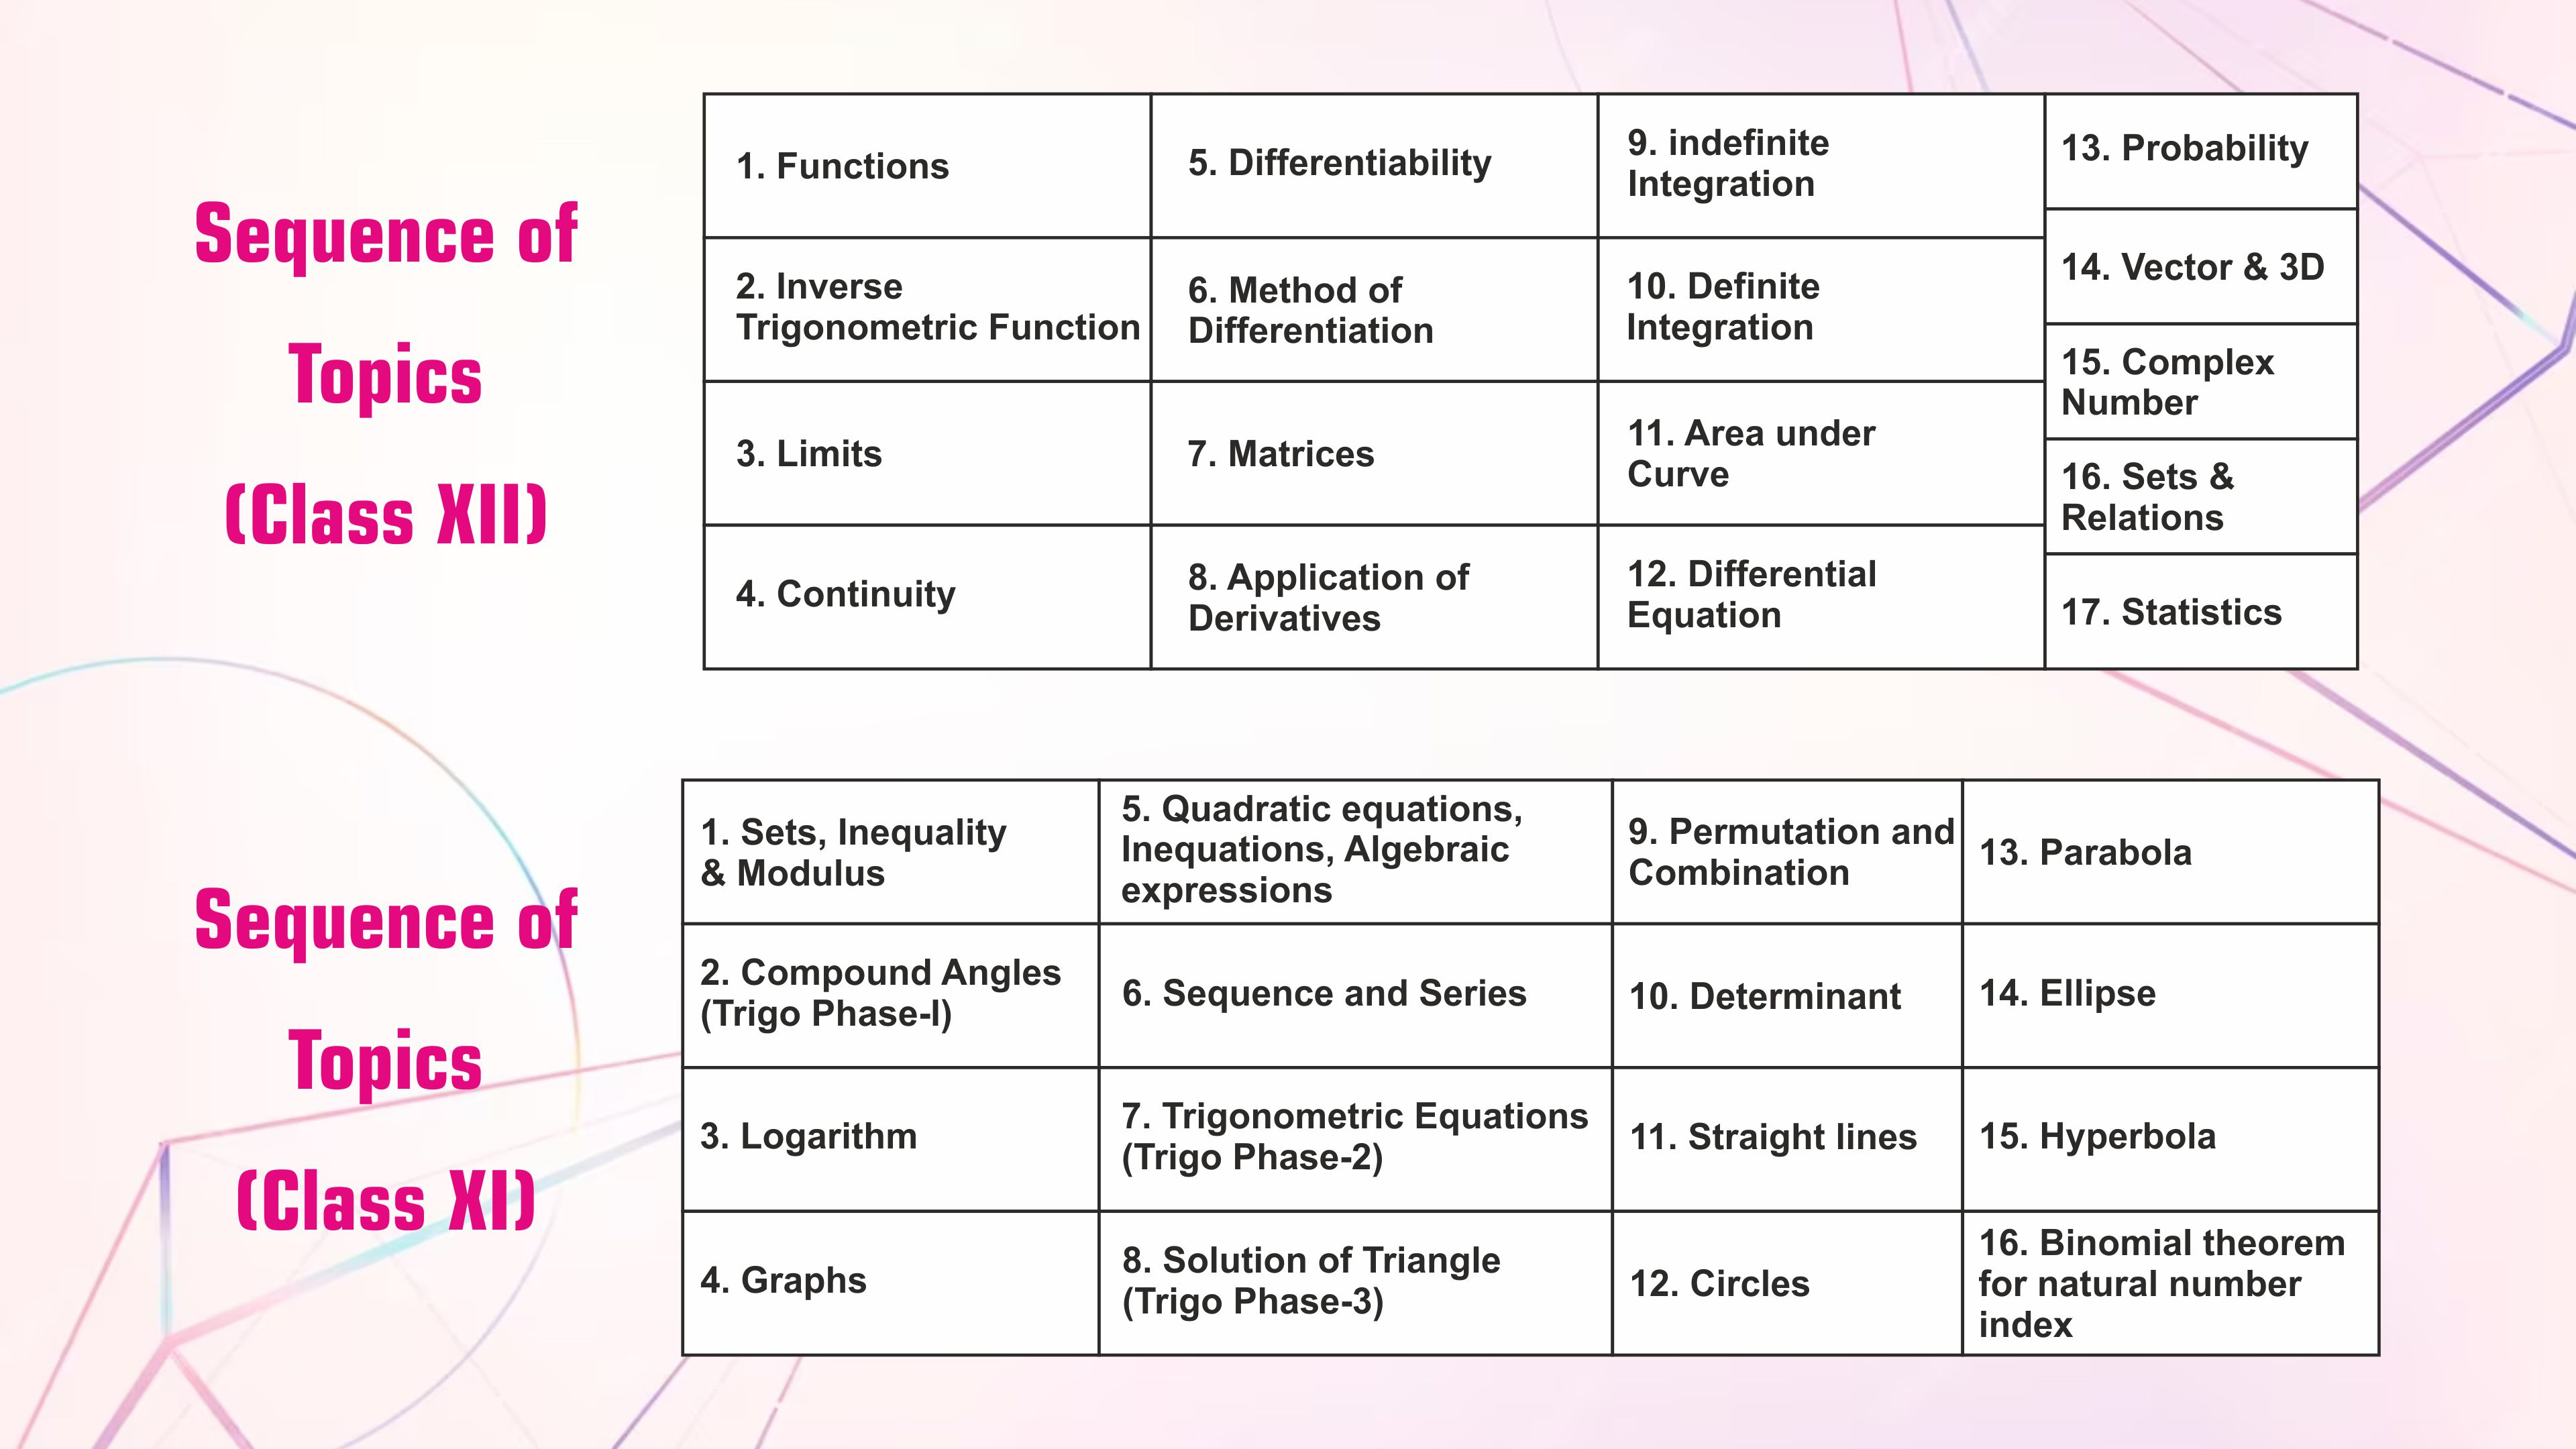 Sequence of
Topics
(Class XII)
1. Functions
2. Inverse
Trigonometric Function
3. Limits
4. Continuity
5. Differentiability
6. Method of
Differentiation
7. Matrices
8. Application of
Derivatives
9. indefinite
Integration
10. Definite
Integration
11. Area under
Curve
12. Differential
Equation
13. Probability
14. Vector & 3D
15. Complex
Number
16. Sets &
Relations
17. Statistics
Sequence of
Topics
(Class XI)
1. Sets, Inequality
& Modulus
2. Compound Angles
(Trigo Phase-I)
3. Logarithm
4. Graphs
5. Quadratic equations,
Inequations, Algebraic
expressions
6. Sequence and Series
7. Trigonometric Equations
(Trigo Phase-2)
8. Solution of Triangle
(Trigo Phase-3)
9. Permutation and
Combination
10. Determinant
11. Straight lines
12. Circles
13. Parabola
14. Ellipse
15. Hyperbola
16. Binomial theorem
for natural number
index